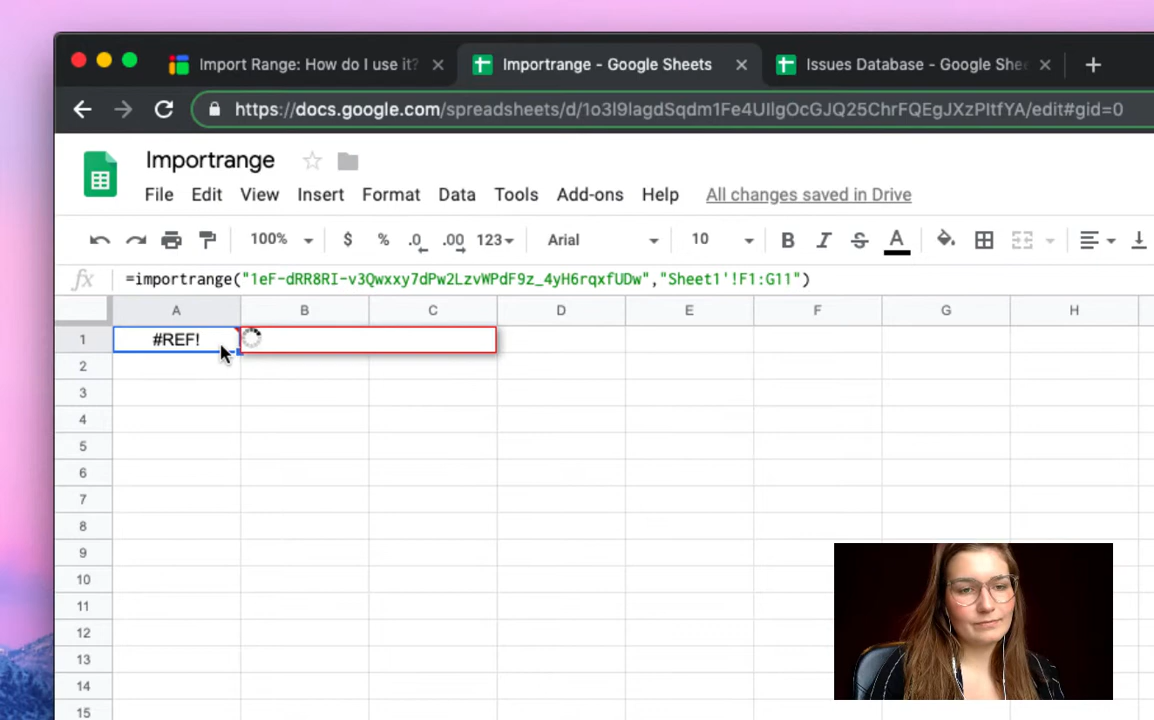 Import Range: How do I use it?
Importrange - Google Sheets
Issues Database - Google She
https://docs.google.com/spreadsheets/d/1o3l9lagdSqdm1Fe4UIlgOcGJQ25ChrFQEgJXzPItfYA/edit#gid=0
Importrange
File Edit View Insert Format Data Tools Add-ons Help All changes saved in Drive
100% $ % .0 .00 123 Arial 10 B I S A
fx =importrange("1eF-dRR8RI-v3Qwxxy7dPw2LzvWPdF9z_4yH6rqxfUDw","Sheet1'!F1:G11")
A B C D E F G H
1 #REF!
2
3
4
5
6
7
8
9
10
11
12
13
14
15